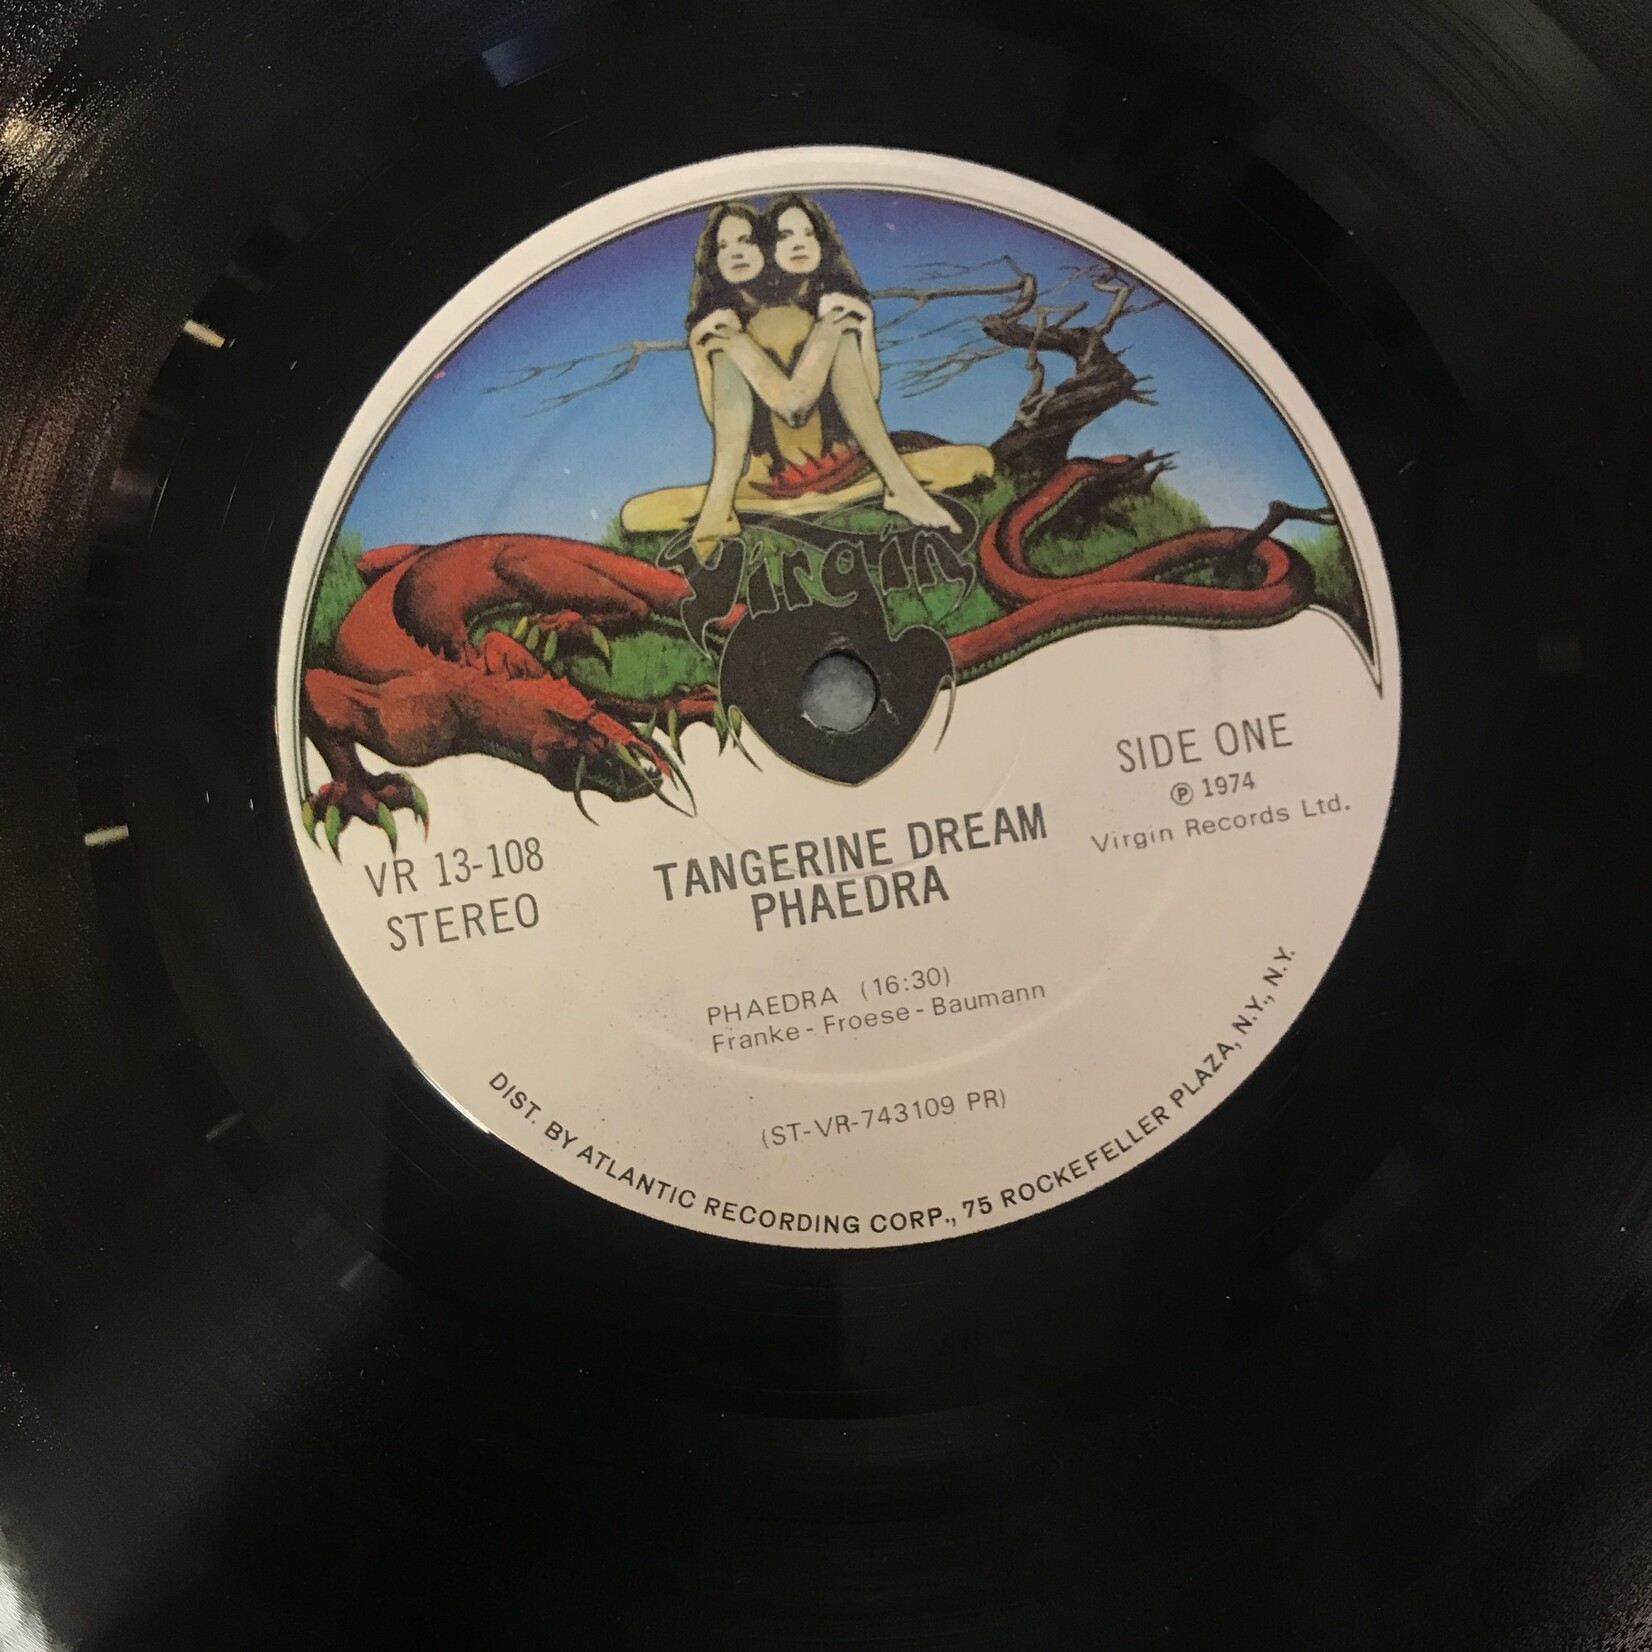 Virgin
SIDE ONE
℗ 1974
Virgin Records Ltd.
VR 13-108
STEREO
TANGERINE DREAM
PHAEDRA
PHAEDRA (16:30)
Franke - Froese - Baumann
(ST-VR-743109 PR)
DIST. BY ATLANTIC RECORDING CORP., 75 ROCKEFELLER PLAZA, N.Y., N.Y.